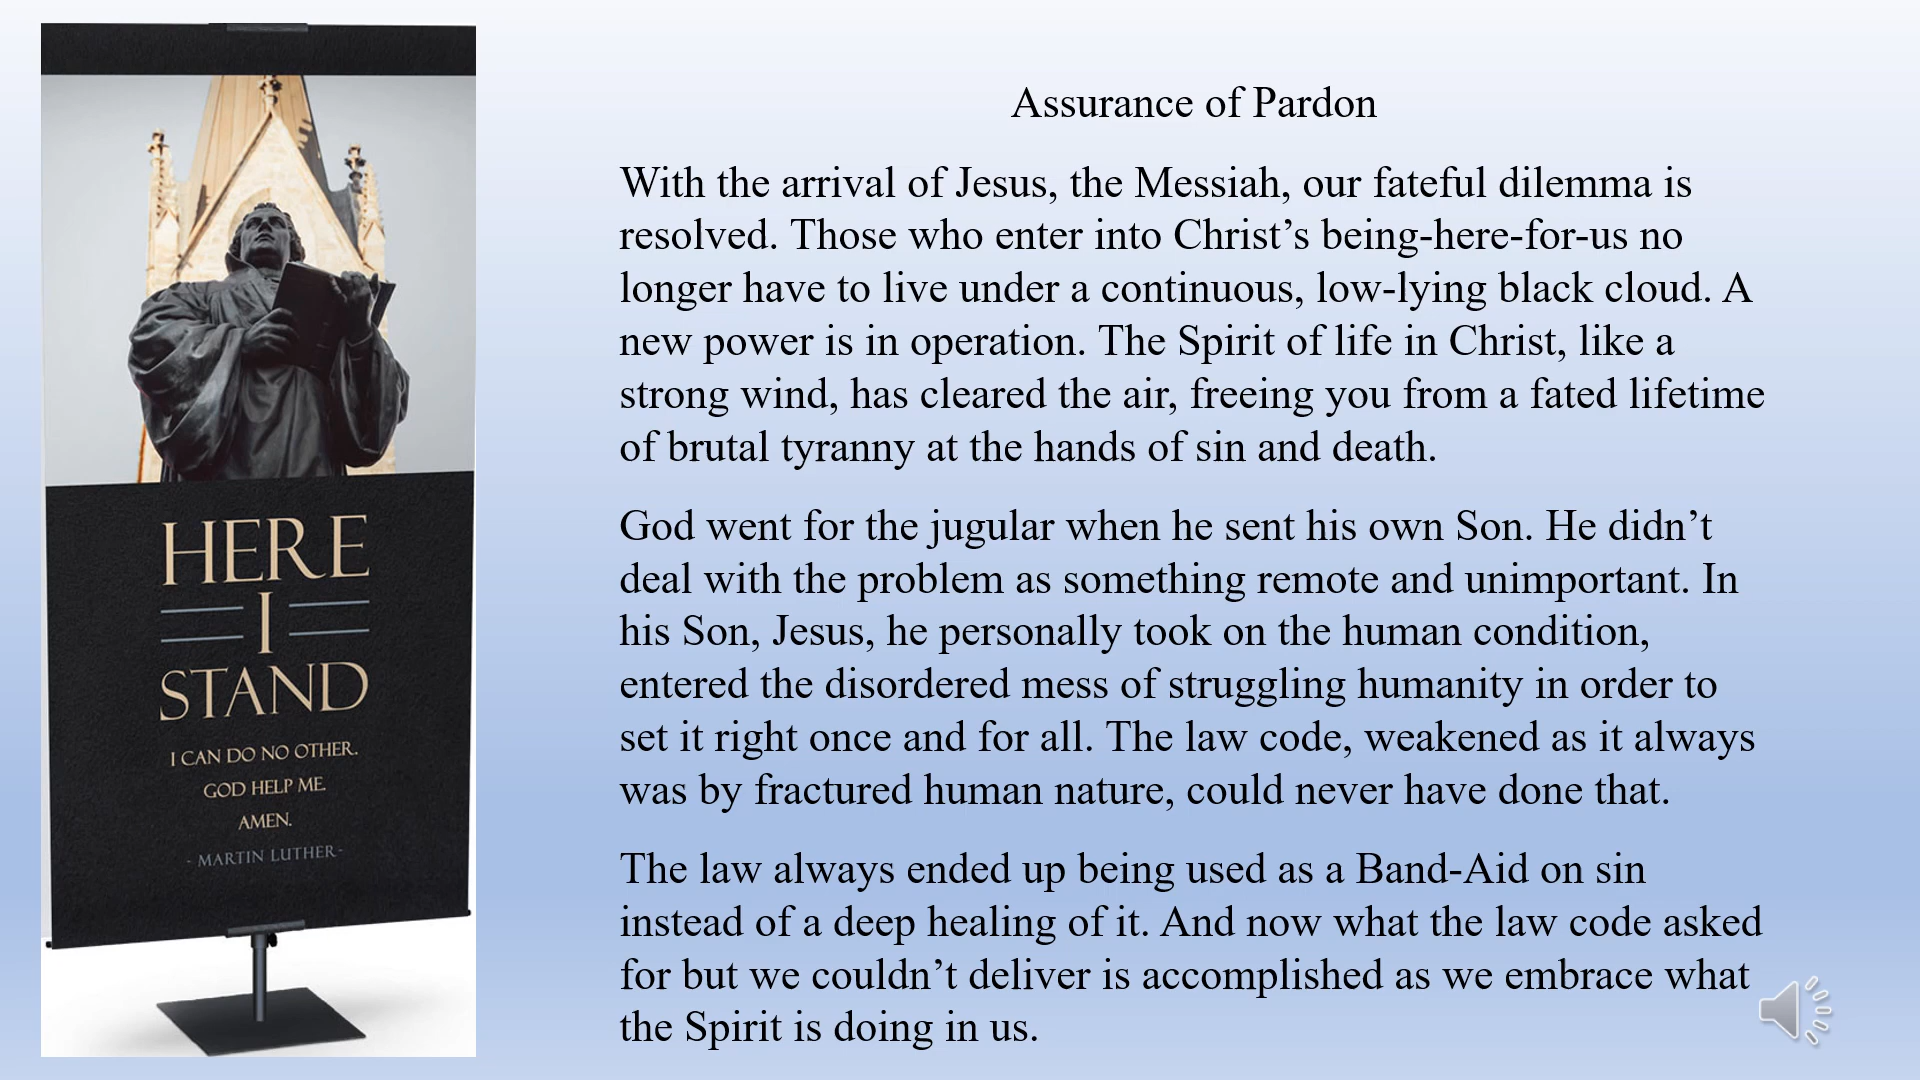 HERE
I
STAND
I CAN DO NO OTHER.
GOD HELP ME.
AMEN.
- MARTIN LUTHER -
Assurance of Pardon
With the arrival of Jesus, the Messiah, our fateful dilemma is
resolved. Those who enter into Christ’s being-here-for-us no
longer have to live under a continuous, low-lying black cloud. A
new power is in operation. The Spirit of life in Christ, like a
strong wind, has cleared the air, freeing you from a fated lifetime
of brutal tyranny at the hands of sin and death.
God went for the jugular when he sent his own Son. He didn’t
deal with the problem as something remote and unimportant. In
his Son, Jesus, he personally took on the human condition,
entered the disordered mess of struggling humanity in order to
set it right once and for all. The law code, weakened as it always
was by fractured human nature, could never have done that.
The law always ended up being used as a Band-Aid on sin
instead of a deep healing of it. And now what the law code asked
for but we couldn’t deliver is accomplished as we embrace what
the Spirit is doing in us.